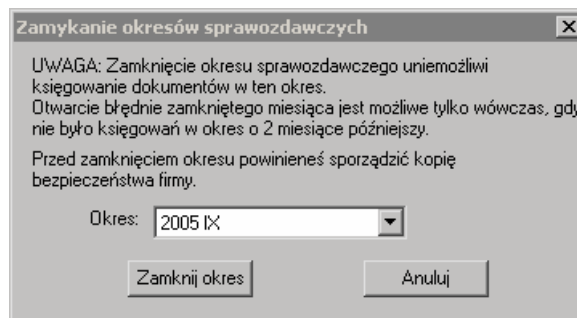 Zamykanie okresów sprawozdawczych
UWAGA: Zamknięcie okresu sprawozdawczego uniemożliwi
księgowanie dokumentów w ten okres.
Otwarcie błędnie zamkniętego miesiąca jest możliwe tylko wówczas, gdy
nie było księgowań w okres o 2 miesiące późniejszy.
Przed zamknięciem okresu powinieneś sporządzić kopię
bezpieczeństwa firmy.
Okres: 2005 IX
Zamknij okres Anuluj